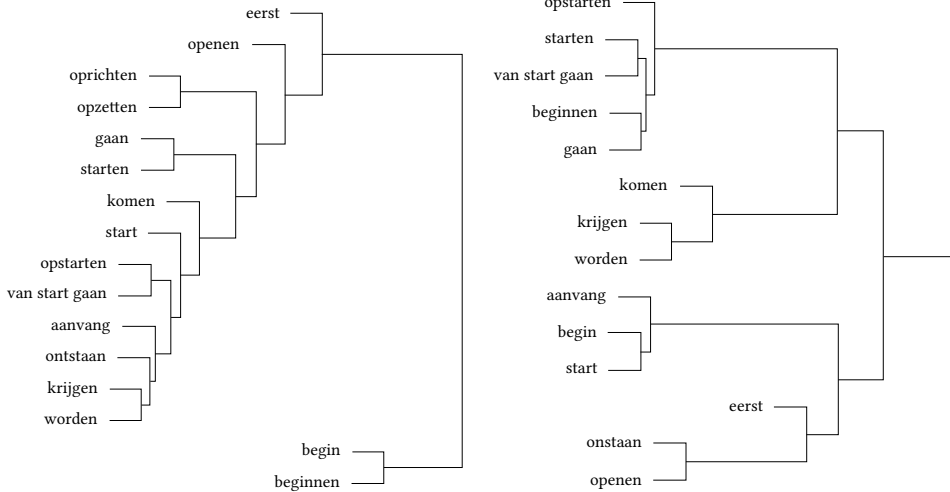 eerst
openen
oprichten
opzetten
gaan
starten
komen
start
opstarten
van start gaan
aanvang
ontstaan
krijgen
worden
begin
beginnen
opstarten
starten
van start gaan
beginnen
gaan
komen
krijgen
worden
aanvang
begin
start
eerst
onstaan
openen